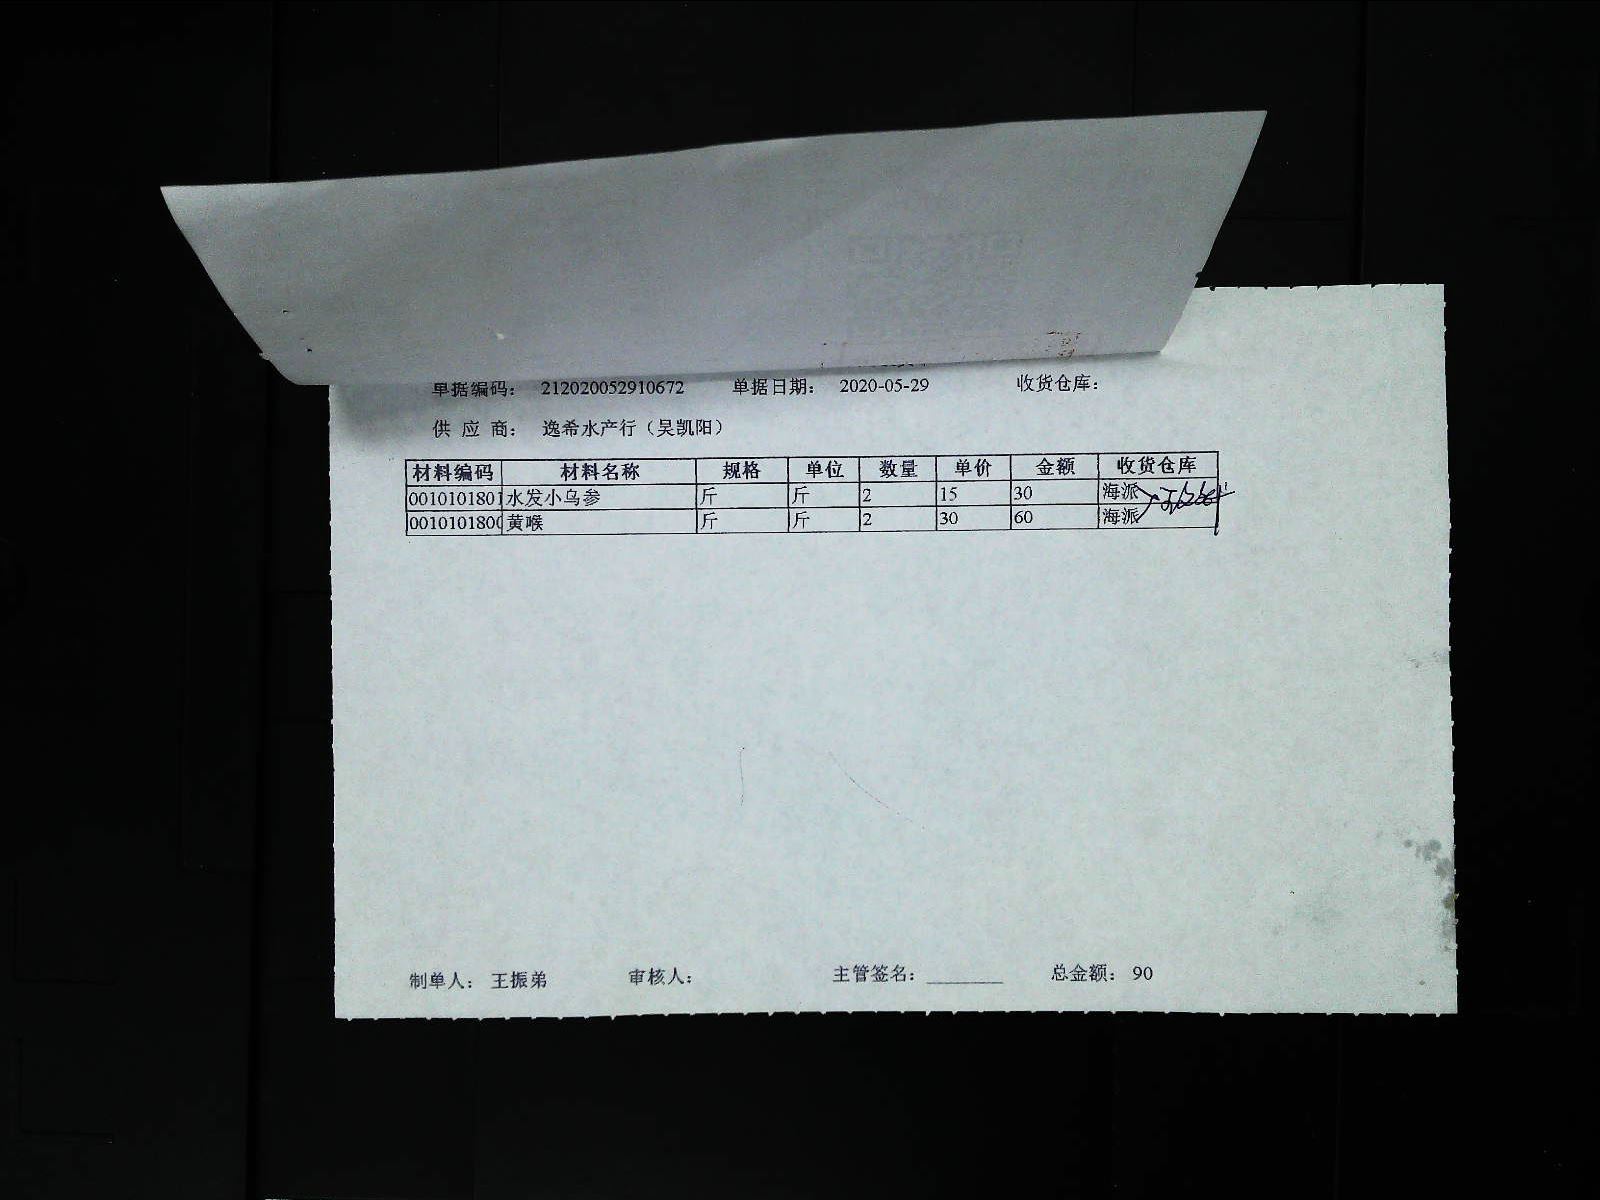 单据编码： 212020052910672 单据日期： 2020-05-29 收货仓库：
供 应 商： 逸希水产行（吴凯阳）
材料编码 材料名称 规格 单位 数量 单价 金额 收货仓库
0010101801 水发小乌参 斤 斤 2 15 30 海派
0010101800 黄喉 斤 斤 2 30 60 海派
制单人： 王振弟 审核人： 主管签名： 总金额： 90